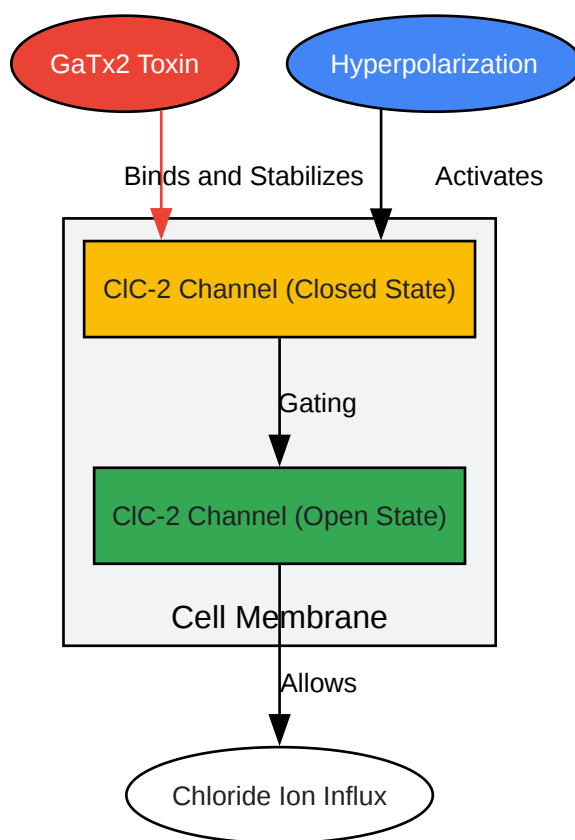 GaTx2 Toxin
Hyperpolarization
Binds and Stabilizes
Activates
ClC-2 Channel (Closed State)
Gating
ClC-2 Channel (Open State)
Cell Membrane
Allows
Chloride Ion Influx